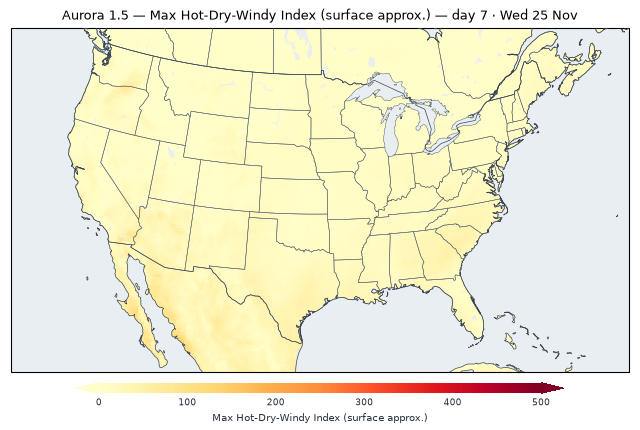 Aurora 1.5 — Max Hot-Dry-Windy Index (surface approx.) — day 7 · Wed 25 Nov
0 100 200 300 400 500
Max Hot-Dry-Windy Index (surface approx.)